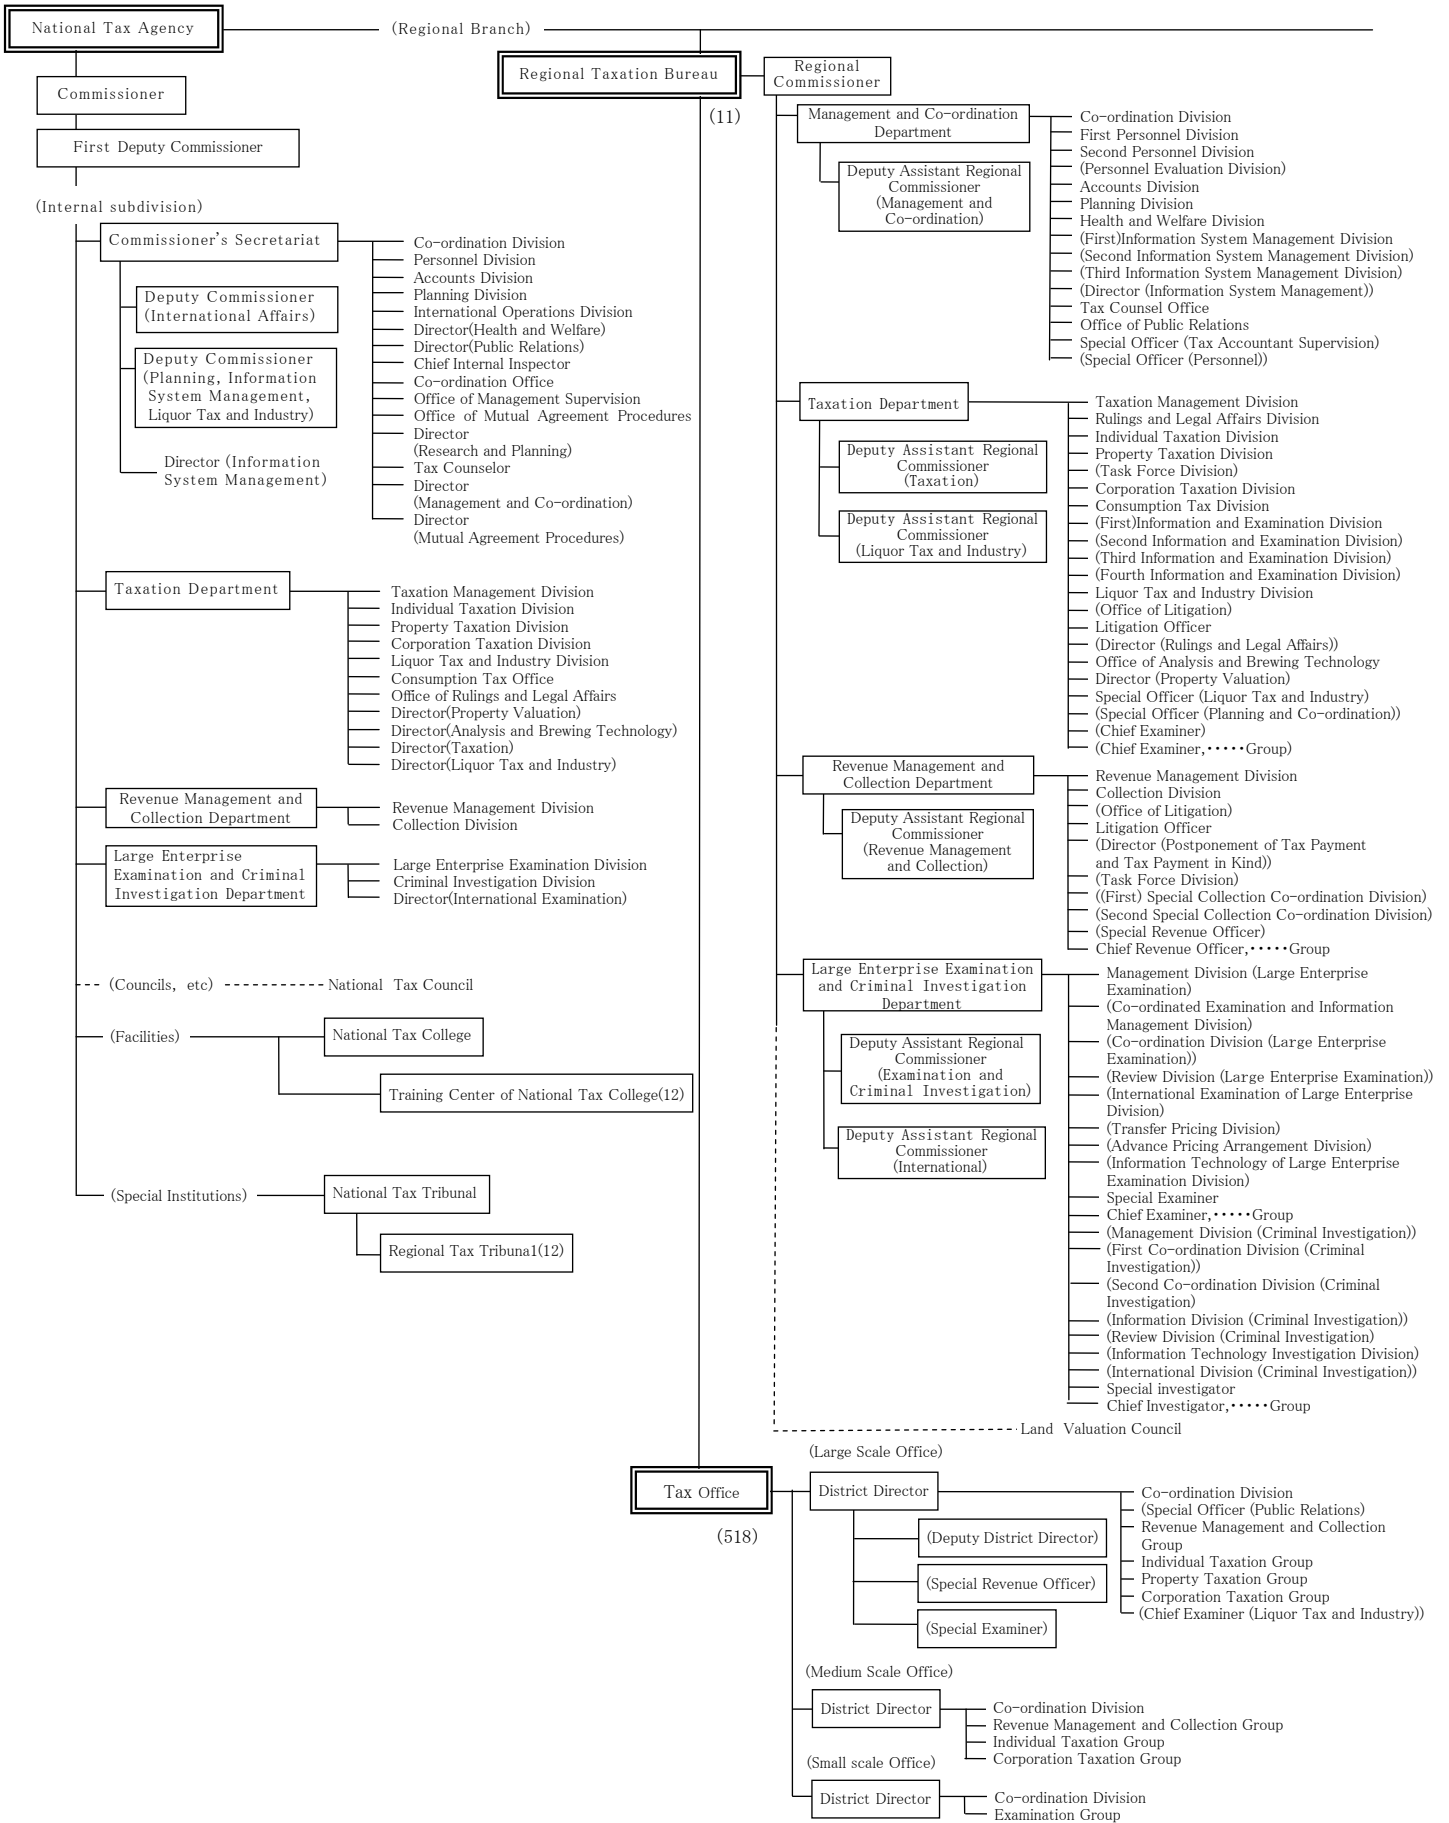 National Tax Agency
(Regional Branch)
Commissioner
First Deputy Commissioner
(Internal subdivision)
Commissioner's Secretariat
Deputy Commissioner
(International Affairs)
Deputy Commissioner
(Planning, Information
System Management,
Liquor Tax and Industry)
Director (Information
System Management)
Co-ordination Division
Personnel Division
Accounts Division
Planning Division
International Operations Division
Director(Health and Welfare)
Director(Public Relations)
Chief Internal Inspector
Co-ordination Office
Office of Management Supervision
Office of Mutual Agreement Procedures
Director
(Research and Planning)
Tax Counselor
Director
(Management and Co-ordination)
Director
(Mutual Agreement Procedures)
Taxation Department
Taxation Management Division
Individual Taxation Division
Property Taxation Division
Corporation Taxation Division
Liquor Tax and Industry Division
Consumption Tax Office
Office of Rulings and Legal Affairs
Director(Property Valuation)
Director(Analysis and Brewing Technology)
Director(Taxation)
Director(Liquor Tax and Industry)
Revenue Management and
Collection Department
Revenue Management Division
Collection Division
Large Enterprise
Examination and Criminal
Investigation Department
Large Enterprise Examination Division
Criminal Investigation Division
Director(International Examination)
(Councils, etc)
National Tax Council
(Facilities)
National Tax College
Training Center of National Tax College(12)
(Special Institutions)
National Tax Tribunal
Regional Tax Tribunal(12)
Regional Taxation Bureau
(11)
Regional
Commissioner
Management and Co-ordination
Department
Deputy Assistant Regional
Commissioner
(Management and
Co-ordination)
Co-ordination Division
First Personnel Division
Second Personnel Division
(Personnel Evaluation Division)
Accounts Division
Planning Division
Health and Welfare Division
(First)Information System Management Division
(Second Information System Management Division)
(Third Information System Management Division)
(Director (Information System Management))
Tax Counsel Office
Office of Public Relations
Special Officer (Tax Accountant Supervision)
(Special Officer (Personnel))
Taxation Department
Deputy Assistant Regional
Commissioner
(Taxation)
Deputy Assistant Regional
Commissioner
(Liquor Tax and Industry)
Taxation Management Division
Rulings and Legal Affairs Division
Individual Taxation Division
Property Taxation Division
(Task Force Division)
Corporation Taxation Division
Consumption Tax Division
(First)Information and Examination Division
(Second Information and Examination Division)
(Third Information and Examination Division)
(Fourth Information and Examination Division)
Liquor Tax and Industry Division
(Office of Litigation)
Litigation Officer
(Director (Rulings and Legal Affairs))
Office of Analysis and Brewing Technology
Director (Property Valuation)
Special Officer (Liquor Tax and Industry)
(Special Officer (Planning and Co-ordination))
(Chief Examiner)
(Chief Examiner,・・・・・Group)
Revenue Management and
Collection Department
Deputy Assistant Regional
Commissioner
(Revenue Management
and Collection)
Revenue Management Division
Collection Division
(Office of Litigation)
Litigation Officer
(Director (Postponement of Tax Payment
and Tax Payment in Kind))
(Task Force Division)
((First) Special Collection Co-ordination Division)
(Second Special Collection Co-ordination Division)
(Special Revenue Officer)
Chief Revenue Officer,・・・・・Group
Large Enterprise Examination
and Criminal Investigation
Department
Deputy Assistant Regional
Commissioner
(Examination and
Criminal Investigation)
Deputy Assistant Regional
Commissioner
(International)
Management Division (Large Enterprise
Examination)
(Co-ordinated Examination and Information
Management Division)
(Co-ordination Division (Large Enterprise
Examination))
(Review Division (Large Enterprise Examination))
(International Examination of Large Enterprise
Division)
(Transfer Pricing Division)
(Advance Pricing Arrangement Division)
(Information Technology of Large Enterprise
Examination Division)
Special Examiner
Chief Examiner,・・・・・Group
(Management Division (Criminal Investigation))
(First Co-ordination Division (Criminal
Investigation))
(Second Co-ordination Division (Criminal
Investigation)
(Information Division (Criminal Investigation))
(Review Division (Criminal Investigation)
(Information Technology Investigation Division)
(International Division (Criminal Investigation))
Special investigator
Chief Investigator,・・・・・Group
Land Valuation Council
Tax Office
(518)
(Large Scale Office)
District Director
(Deputy District Director)
(Special Revenue Officer)
(Special Examiner)
Co-ordination Division
(Special Officer (Public Relations)
Revenue Management and Collection
Group
Individual Taxation Group
Property Taxation Group
Corporation Taxation Group
(Chief Examiner (Liquor Tax and Industry))
(Medium Scale Office)
District Director
Co-ordination Division
Revenue Management and Collection Group
Individual Taxation Group
Corporation Taxation Group
(Small scale Office)
District Director
Co-ordination Division
Examination Group